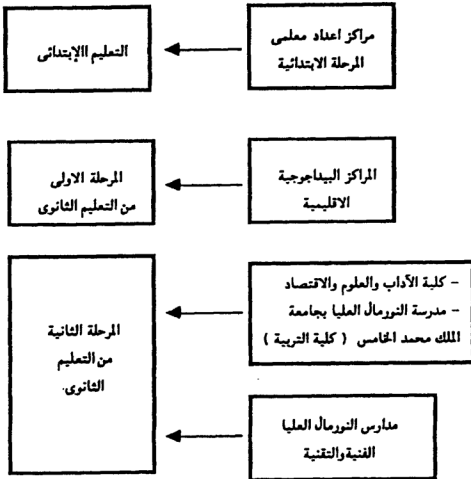 مراكز اعداد معلمى
المرحلة الابتدائية
التعليم الإبتدائى
المراكز البيداجوجية
الاقليمية
المرحلة الاولى
من التعليم الثانوى
– كلية الآداب والعلوم والاقتصاد
– مدرسة النورمال العليا بجامعة
الملك محمد الخامس ( كلية التربية )
المرحلة الثانية
من التعليم
الثانوى.
مدارس النورمال العليا
الفنية والتقنية